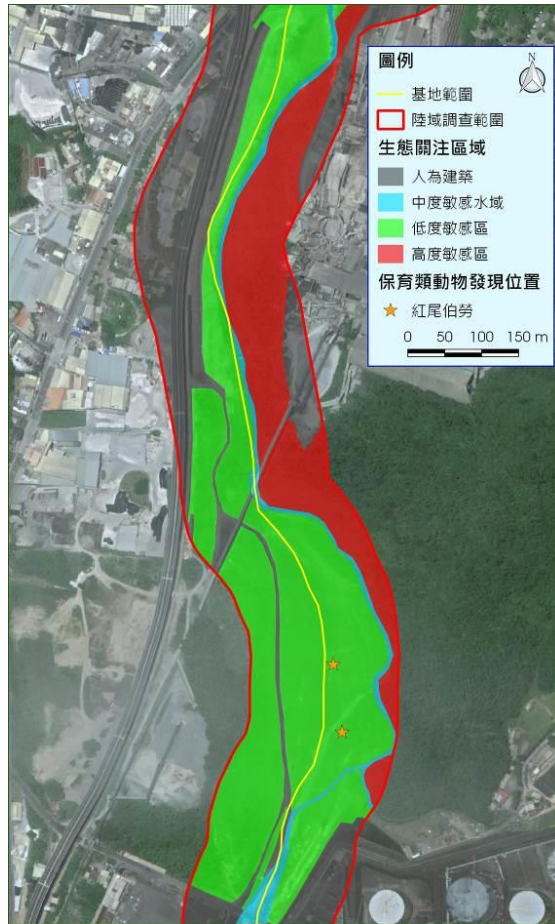 圖例
基地範圍
陸域調查範圍
生態關注區域
人為建築
中度敏感水域
低度敏感區
高度敏感區
保育類動物發現位置
紅尾伯勞
0 50 100 150 m